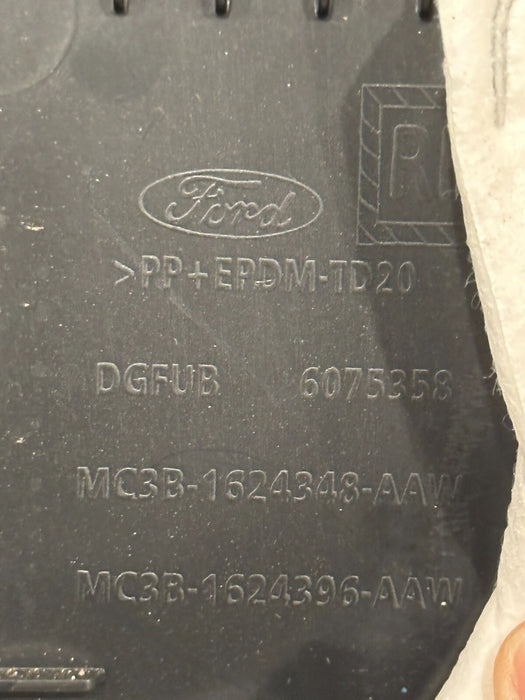 Ford
>PP+EPDM-TD20
DGFUB 6075358
MC3B-1624348-AAW
MC3B-1624396-AAW